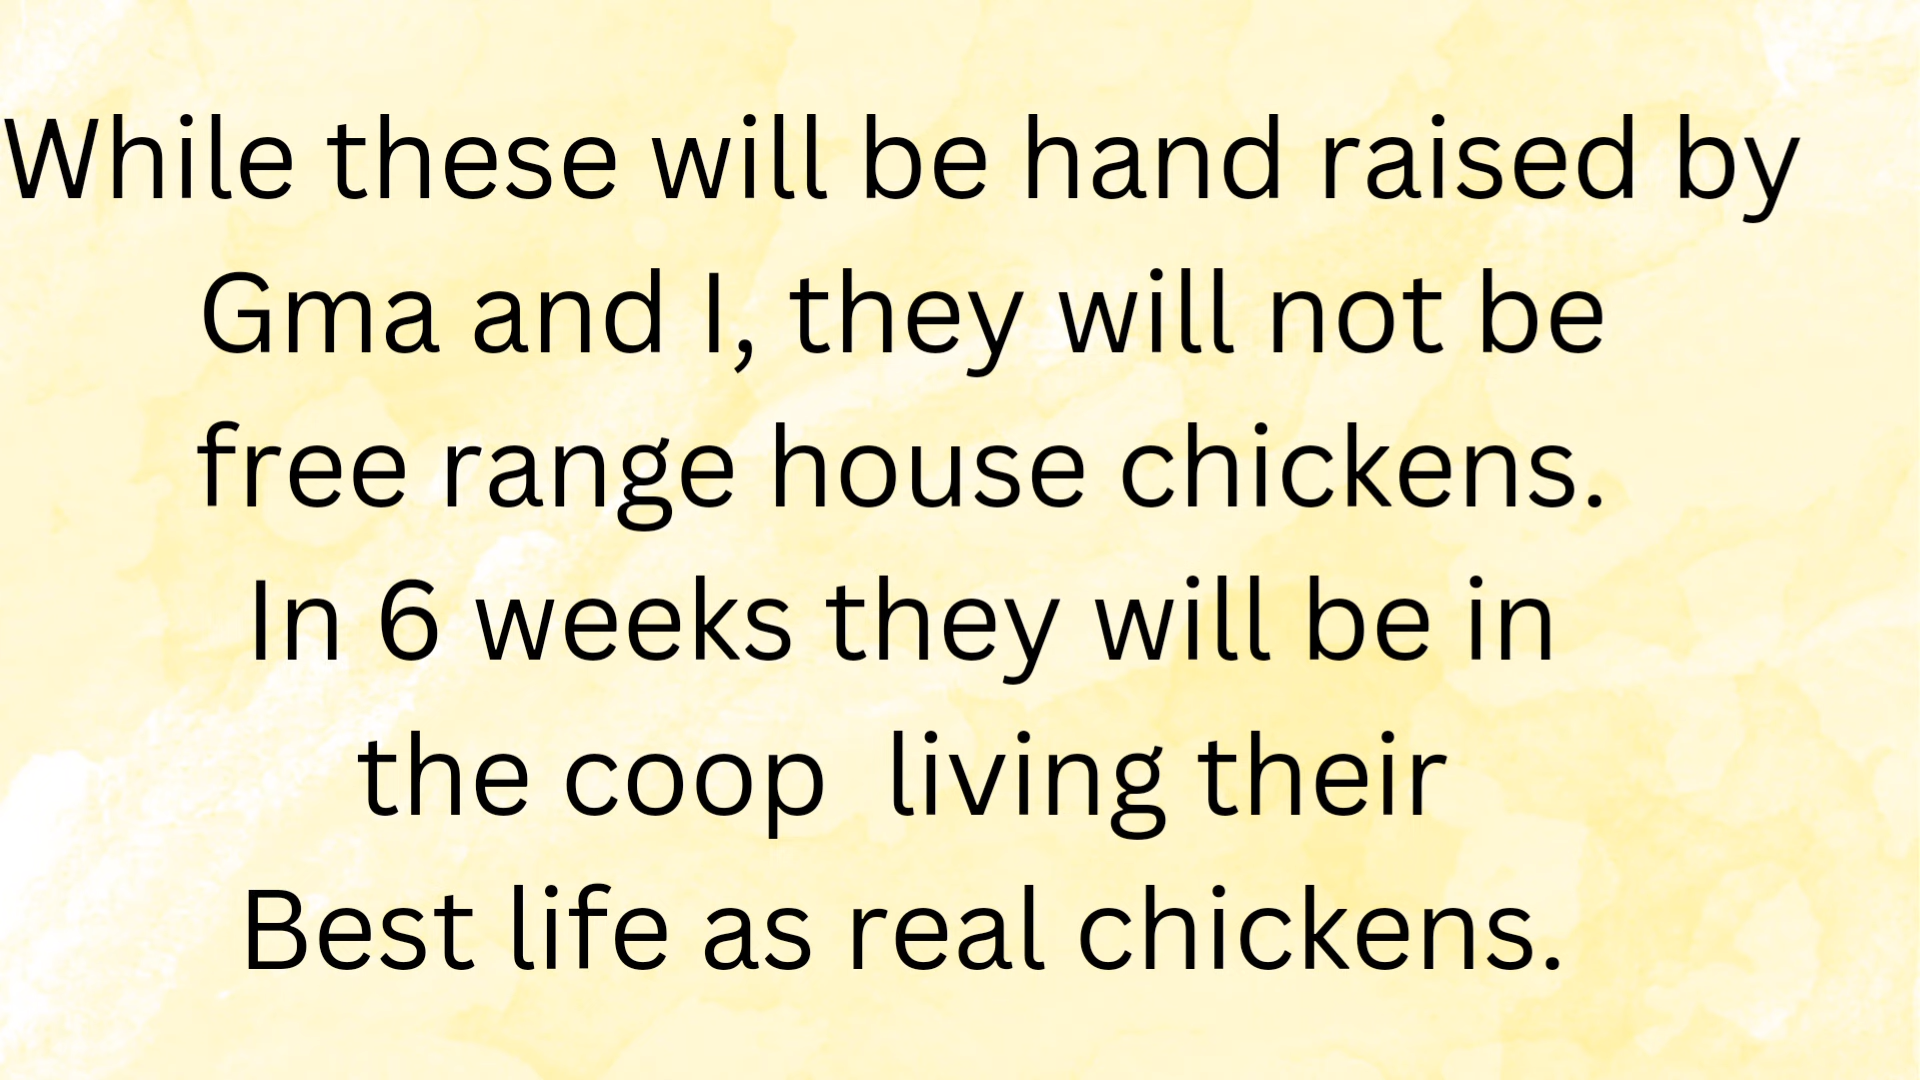 While these will be hand raised by
Gma and I, they will not be
free range house chickens.
In 6 weeks they will be in
the coop  living their
Best life as real chickens.